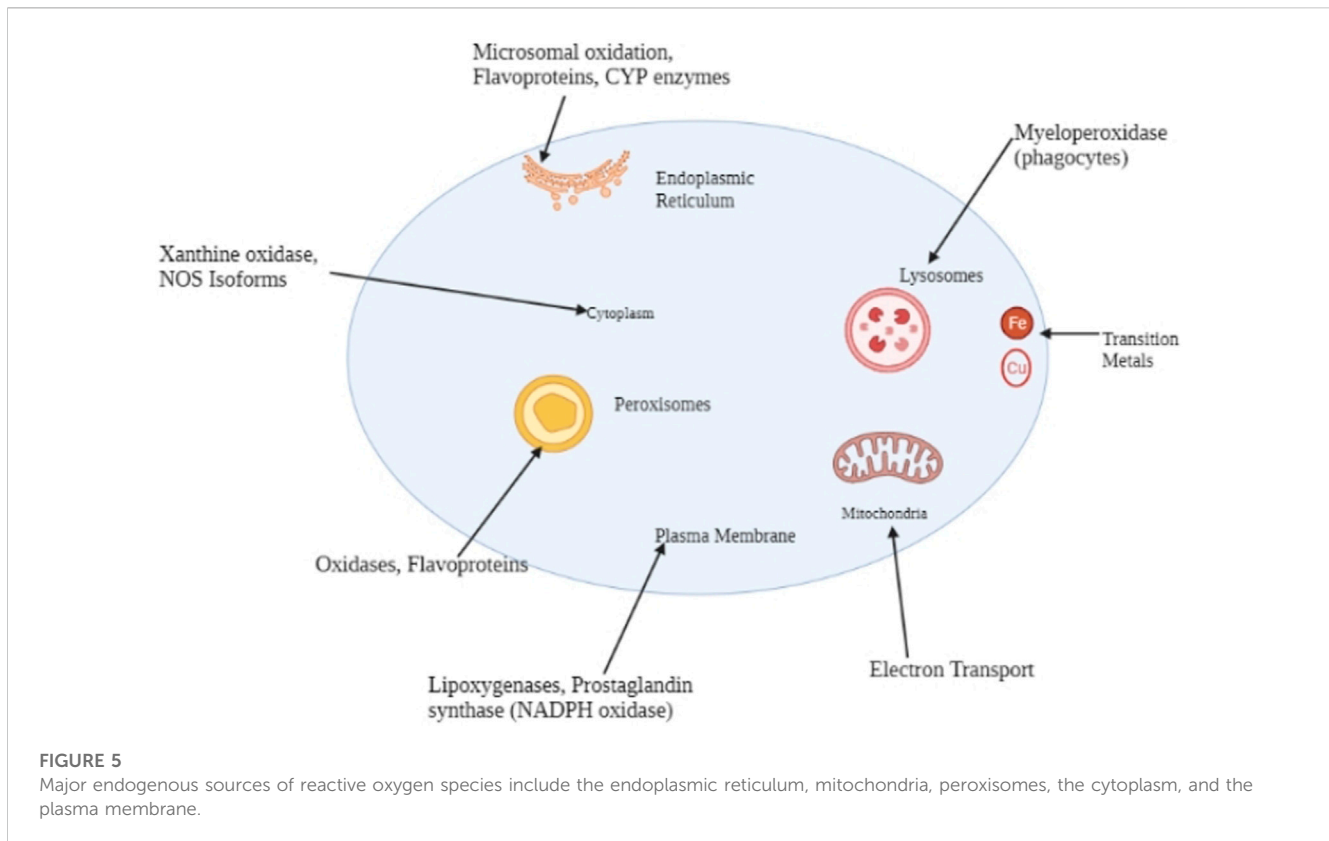 Microsomal oxidation,
Flavoproteins, CYP enzymes
Myeloperoxidase
(phagocytes)
Endoplasmic
Reticulum
Xanthine oxidase,
NOS Isoforms
Lysosomes
Cytoplasm
Fe
Transition
Metals
Cu
Peroxisomes
Mitochondria
Plasma Membrane
Oxidases, Flavoproteins
Electron Transport
Lipoxygenases, Prostaglandin
synthase (NADPH oxidase)
FIGURE 5
Major endogenous sources of reactive oxygen species include the endoplasmic reticulum, mitochondria, peroxisomes, the cytoplasm, and the
plasma membrane.